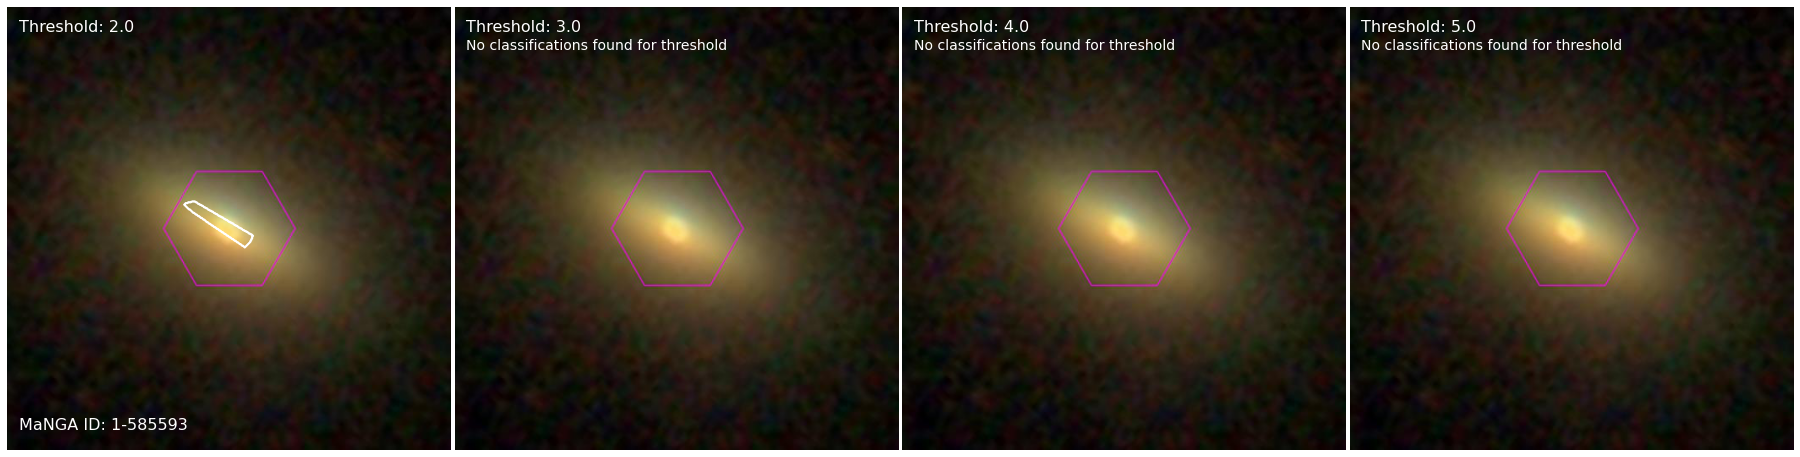 Threshold: 2.0
MaNGA ID: 1-585593
Threshold: 3.0
No classifications found for threshold
Threshold: 4.0
No classifications found for threshold
Threshold: 5.0
No classifications found for threshold